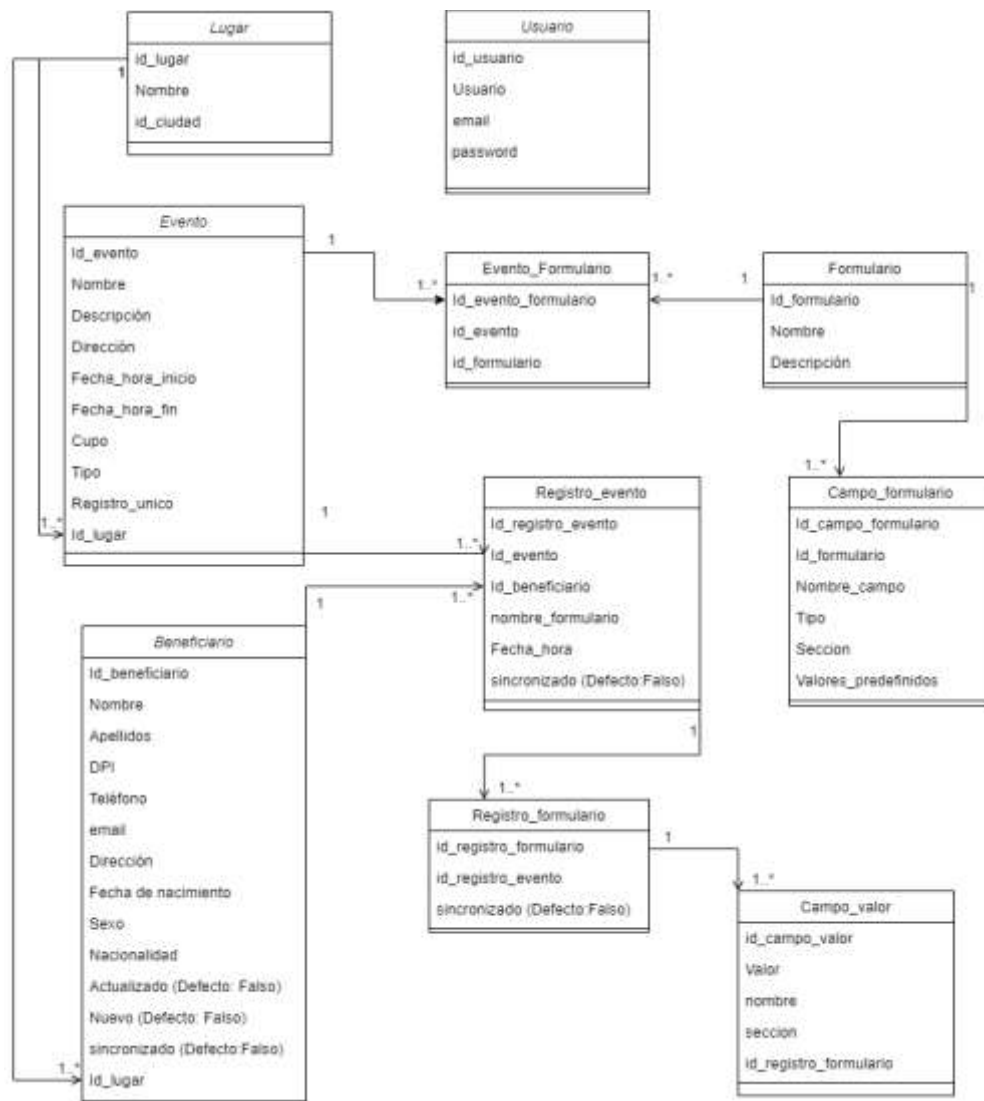 Lugar
id_lugar
Nombre
id_ciudad
1
Usuario
id_usuario
Usuario
email
password
Evento
Id_evento
Nombre
Descripción
Dirección
Fecha_hora_inicio
Fecha_hora_fin
Cupo
Tipo
Registro_unico
Id_lugar
1..*
1
1..*
Evento_Formulario
Id_evento_formulario
id_evento
id_formulario
1..*
1
Formulario
Id_formulario
Nombre
Descripción
1
1..*
Campo_formulario
Id_campo_formulario
Id_formulario
Nombre_campo
Tipo
Seccion
Valores_predefinidos
1
1..*
Registro_evento
Id_registro_evento
Id_evento
Id_beneficiario
nombre_formulario
Fecha_hora
sincronizado (Defecto:Falso)
1
1..*
Beneficiario
Id_beneficiario
Nombre
Apellidos
DPI
Teléfono
email
Dirección
Fecha de nacimiento
Sexo
Nacionalidad
Actualizado (Defecto: Falso)
Nuevo (Defecto: Falso)
sincronizado (Defecto:Falso)
Id_lugar
1..*
1
1..*
Registro_formulario
id_registro_formulario
id_registro_evento
sincronizado (Defecto:Falso)
1
1..*
Campo_valor
id_campo_valor
Valor
nombre
seccion
id_registro_formulario